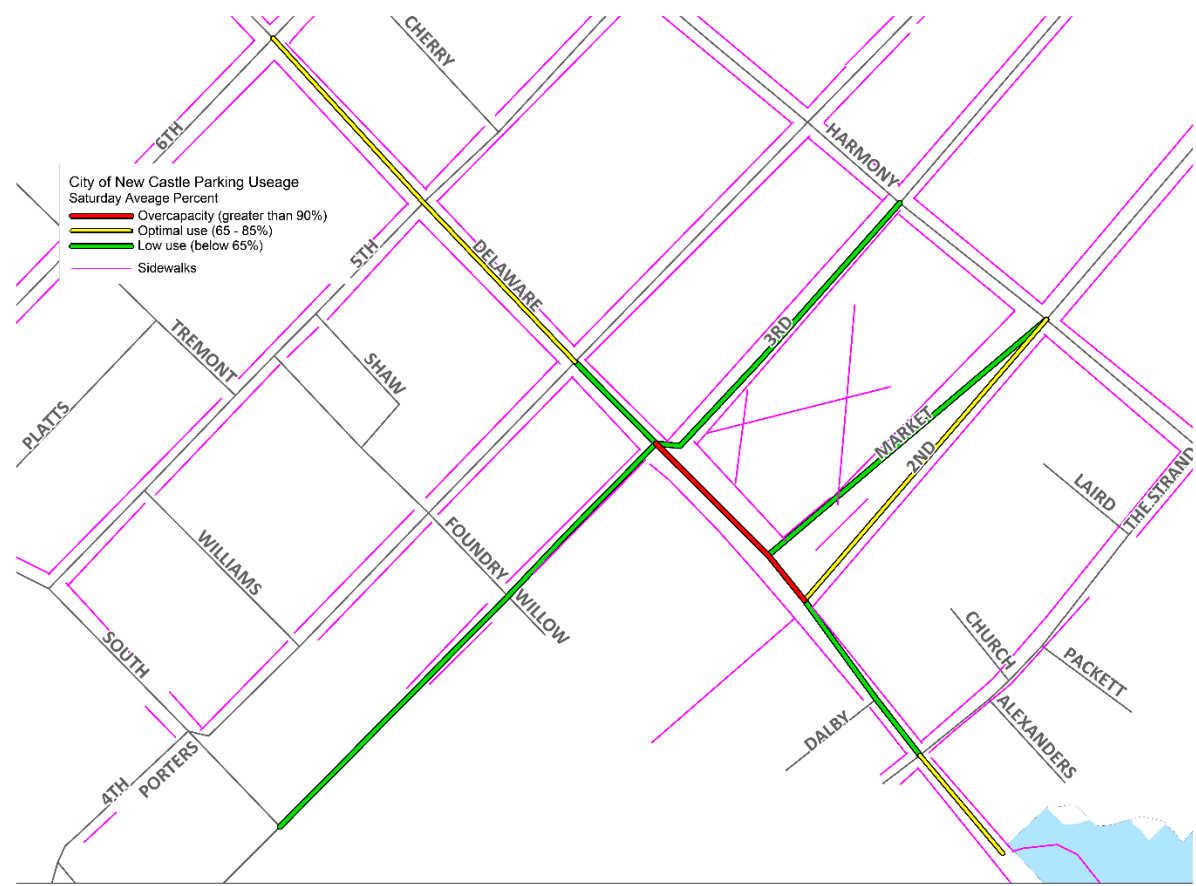 CHERRY
6TH
HARMONY
City of New Castle Parking Useage
Saturday Aveage Percent
Overcapacity (greater than 90%)
Optimal use (65 - 85%)
Low use (below 65%)
Sidewalks
5TH
DELAWARE
TREMONT
3RD
SHAW
PLATTS
MARKET
2ND
LAIRD
THE STRAND
WILLIAMS
FOUNDRY
WILLOW
SOUTH
CHURCH
PACKETT
DALBY
ALEXANDERS
4TH
PORTERS